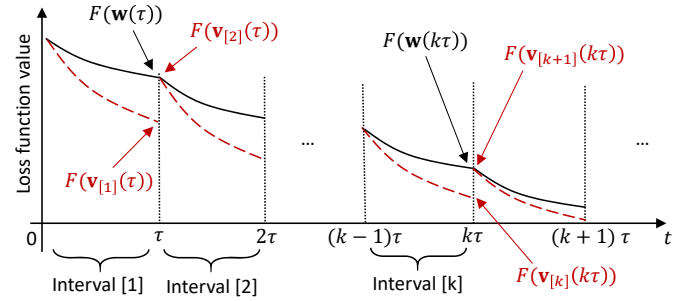 F(w(τ))
F(v[2](τ))
F(w(kτ))
F(v[k+1](kτ))
Loss function value
...
...
F(v[1](τ))
0
τ
2τ
(k − 1)τ
kτ
(k + 1) τ
t
Interval [1]
Interval [2]
Interval [k]
F(v[k](kτ))